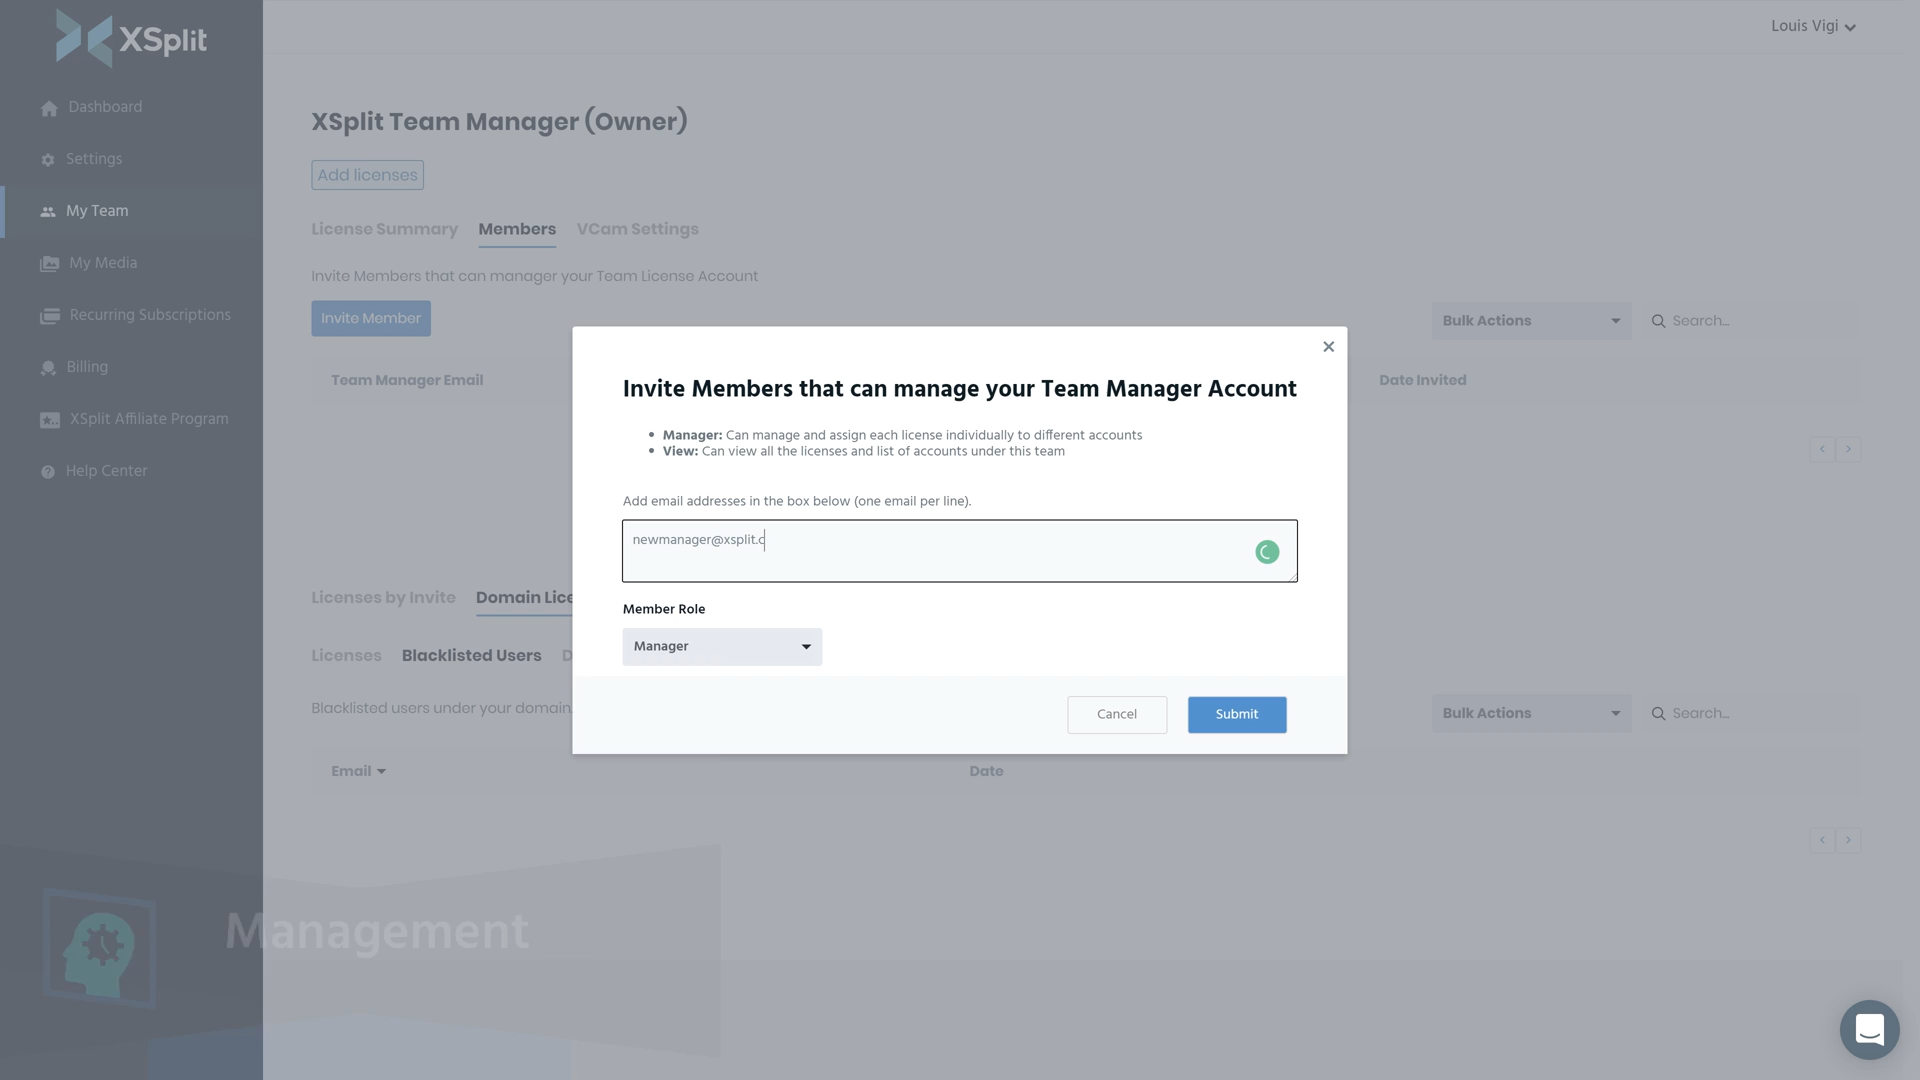 XSplit
Louis Vigi
Dashboard
Settings
My Team
My Media
Recurring Subscriptions
Billing
XSplit Affiliate Program
Help Center
XSplit Team Manager (Owner)
Add licenses
License Summary Members VCam Settings
Invite Members that can manager your Team License Account
Invite Member
Bulk Actions Search...
Team Manager Email Date Invited
Invite Members that can manage your Team Manager Account
Manager: Can manage and assign each license individually to different accounts
View: Can view all the licenses and list of accounts under this team
Add email addresses in the box below (one email per line).
newmanager@xsplit.c
Member Role
Manager
Cancel Submit
Licenses by Invite Domain Lice
Licenses Blacklisted Users D
Blacklisted users under your domain.
Bulk Actions Search...
Email Date
Management